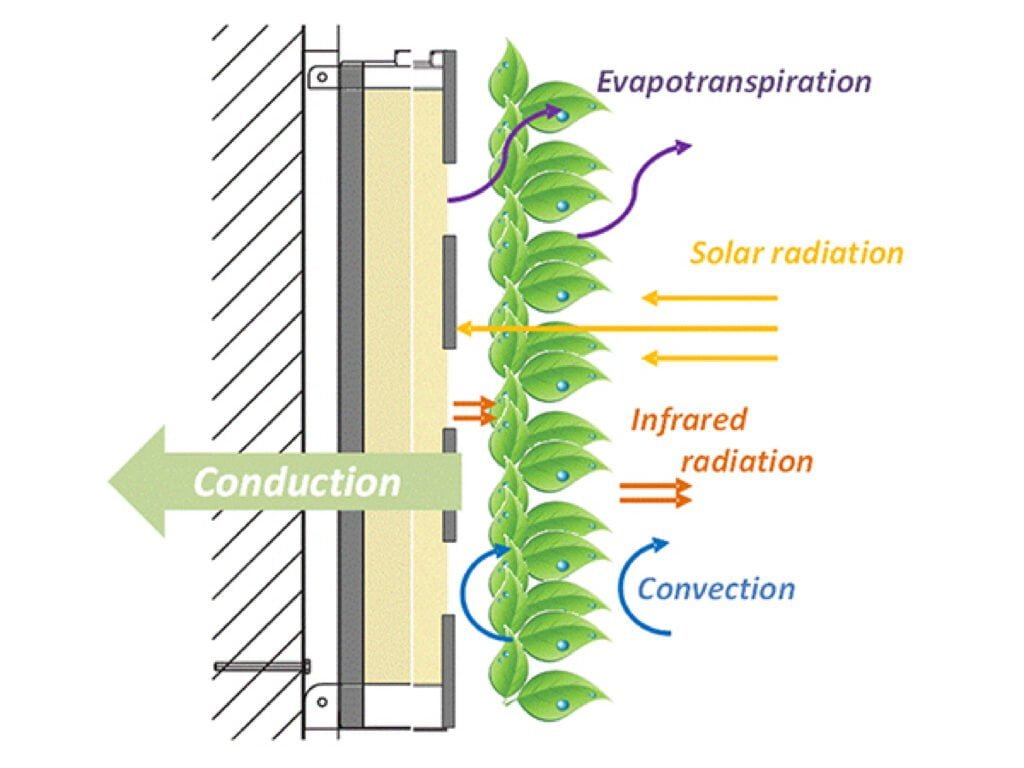 Evapotranspiration
Solar radiation
Infrared
radiation
Conduction
Convection